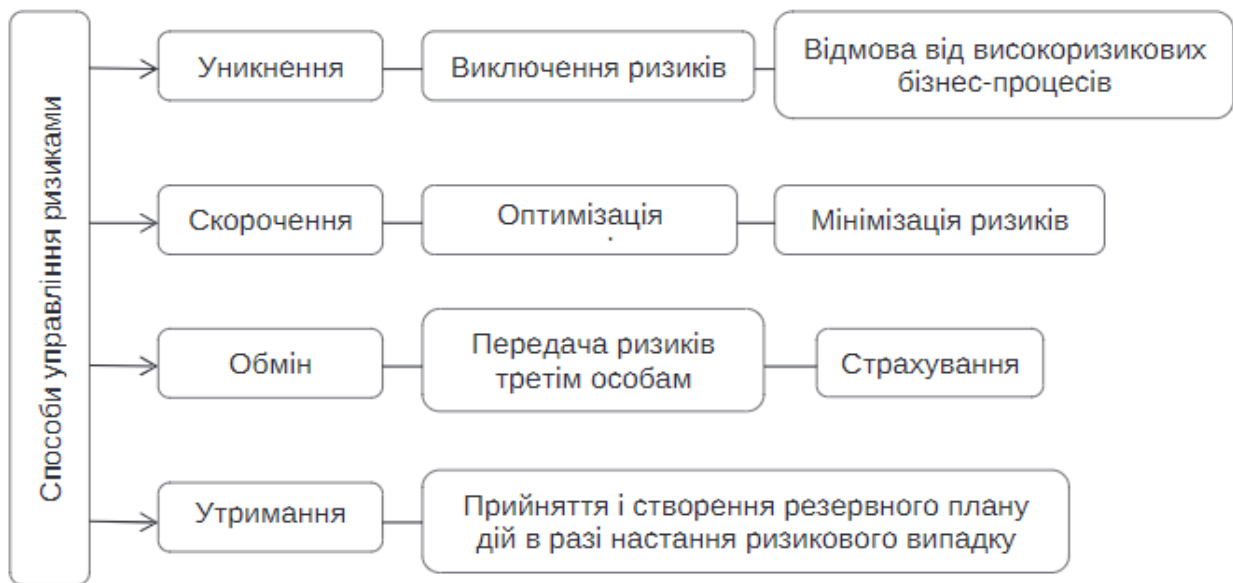 Способи управління ризиками
Уникнення
Виключення ризиків
Відмова від високоризикових
бізнес-процесів
Скорочення
Оптимізація
Мінімізація ризиків
Обмін
Передача ризиків
третім особам
Страхування
Утримання
Прийняття і створення резервного плану
дій в разі настання ризикового випадку